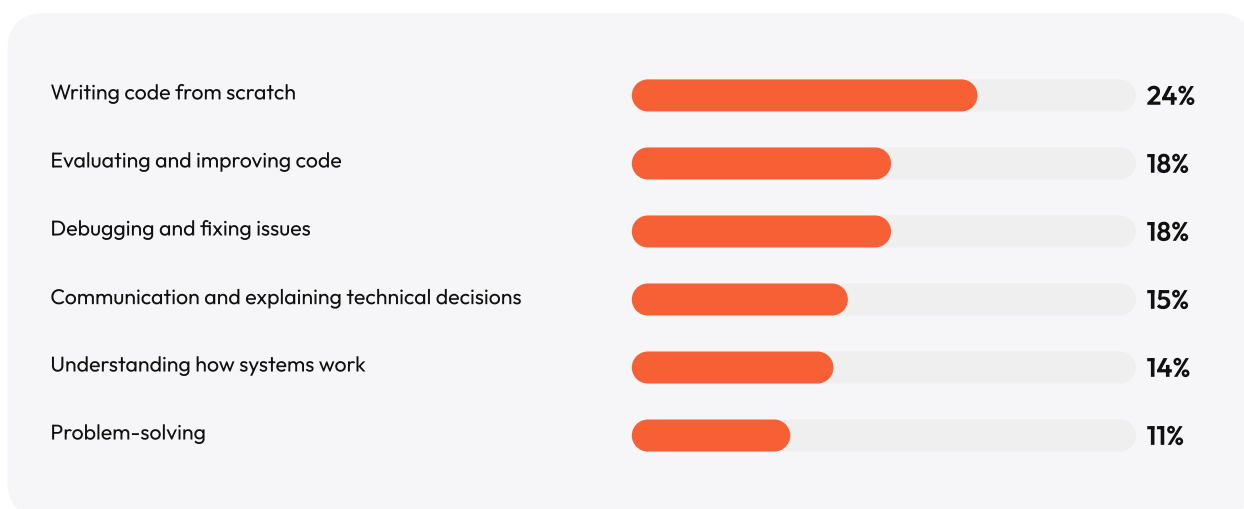 Writing code from scratch 24%
Evaluating and improving code 18%
Debugging and fixing issues 18%
Communication and explaining technical decisions 15%
Understanding how systems work 14%
Problem-solving 11%